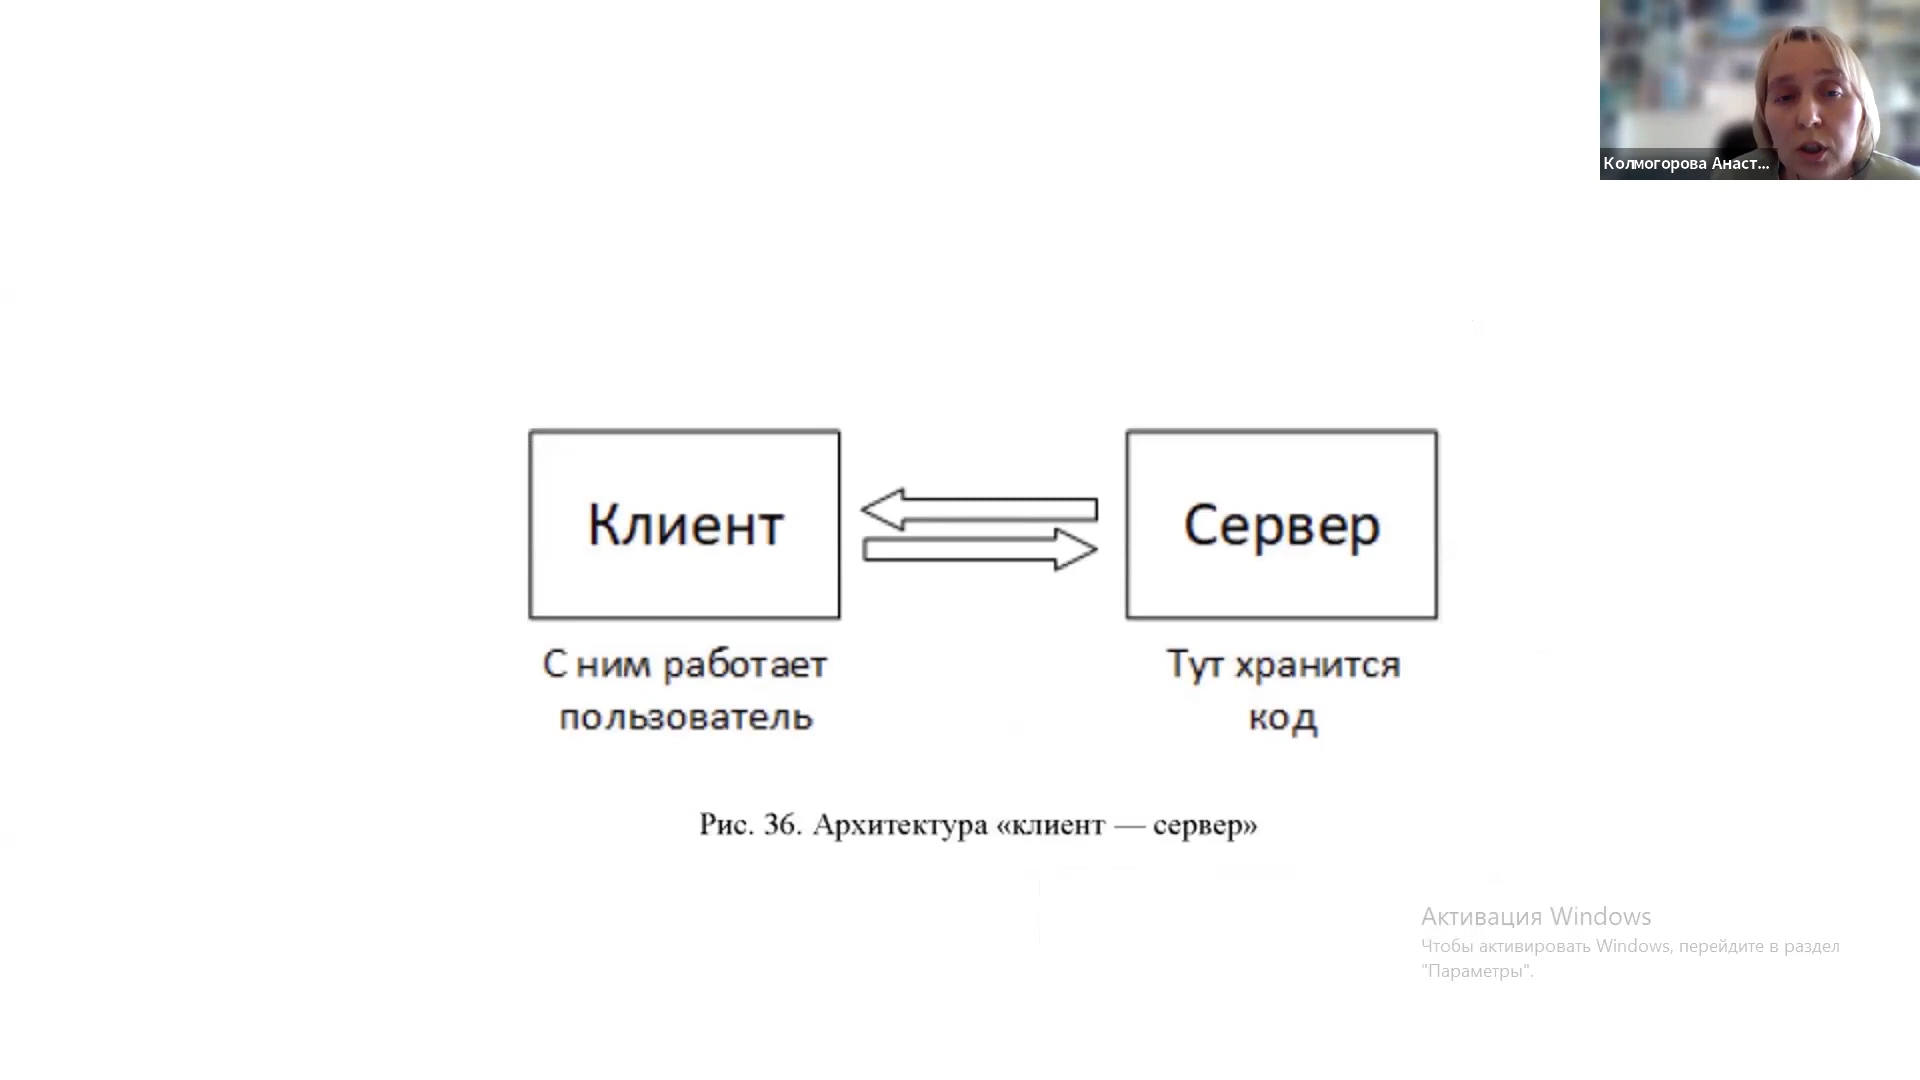 Колмогорова Анаст...
Клиент
Сервер
С ним работает
пользователь
Тут хранится
код
Рис. 36. Архитектура «клиент — сервер»
Активация Windows
Чтобы активировать Windows, перейдите в раздел
"Параметры".